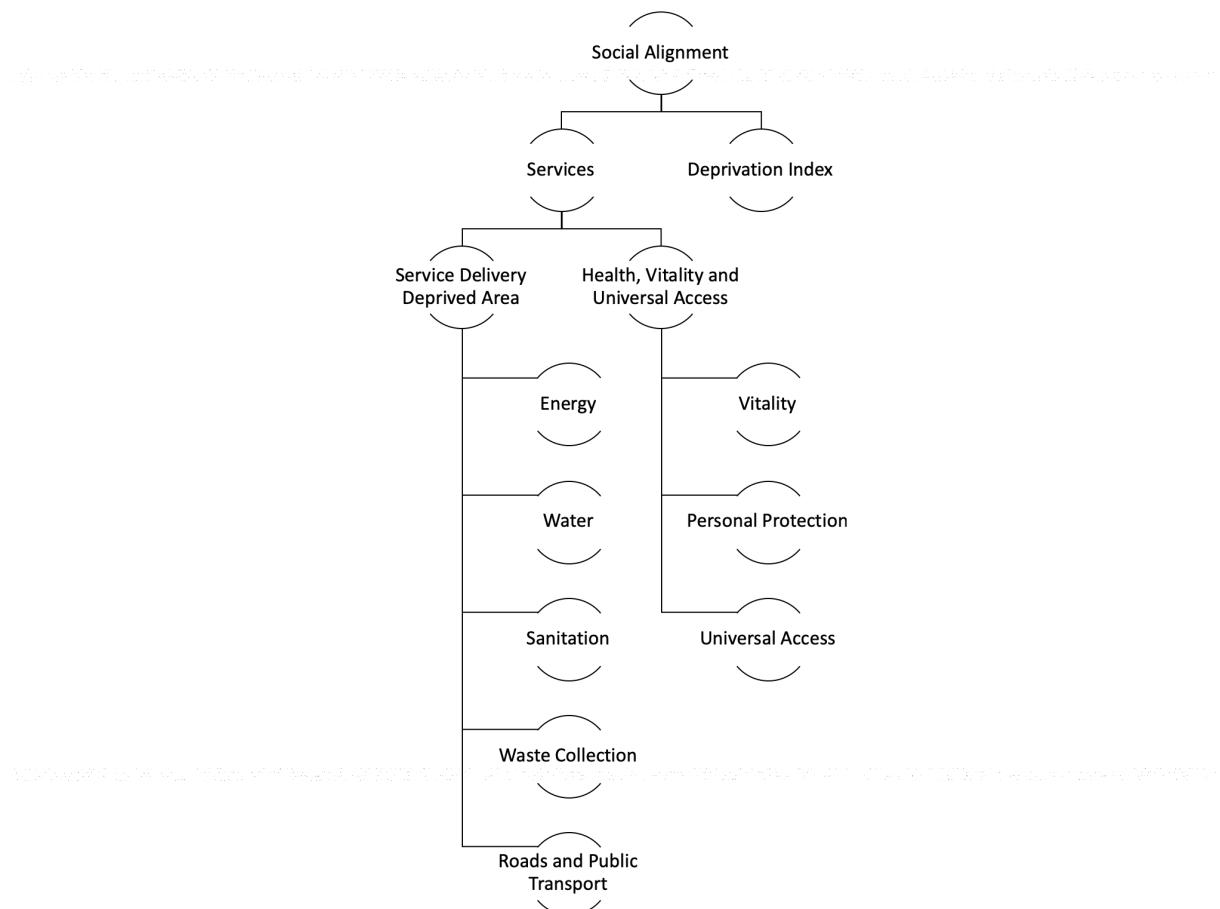 Social Alignment
Services
Deprivation Index
Service Delivery
Deprived Area
Health, Vitality and
Universal Access
Energy
Vitality
Water
Personal Protection
Sanitation
Universal Access
Waste Collection
Roads and Public
Transport